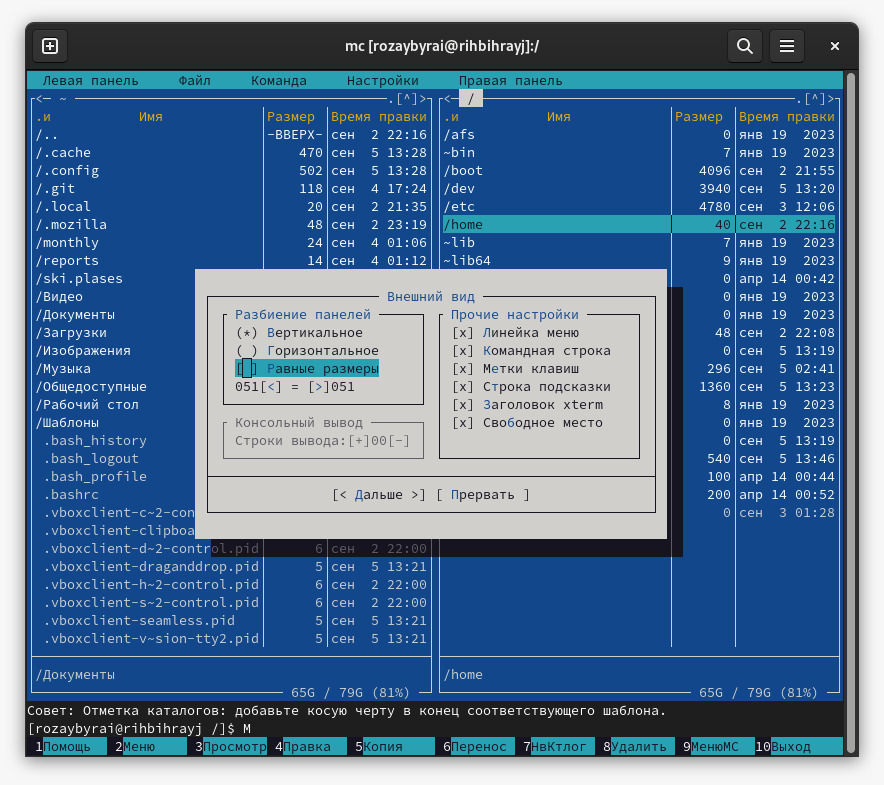 mc [rozaybyrai@rihbihrayj]:/
Левая панель Файл Команда Настройки Правая панель
<─ ~ .[^]> <─ / .[^]>
.и Имя Размер Время правки .и Имя Размер Время правки
/.. -ВВЕРХ- сен 2 22:16 /afs 0 янв 19 2023
/.cache 470 сен 5 13:28 ~bin 7 янв 19 2023
/.config 502 сен 5 13:28 /boot 4096 сен 2 21:55
/.git 118 сен 4 17:24 /dev 3940 сен 5 13:20
/.local 20 сен 2 21:35 /etc 4780 сен 3 12:06
/.mozilla 48 сен 2 23:19 /home 40 сен 2 22:16
/monthly 24 сен 4 01:06 ~lib 7 янв 19 2023
/reports 14 сен 4 01:12 ~lib64 9 янв 19 2023
/ski.plases 0 апр 14 00:42
/Видео Внешний вид 0 янв 19 2023
/Документы Разбиение панелей Прочие настройки 0 янв 19 2023
/Загрузки (*) Вертикальное [x] Линейка меню 48 сен 2 22:08
/Изображения ( ) Горизонтальное [x] Командная строка 0 сен 5 13:19
/Музыка [ ] Равные размеры [x] Метки клавиш 296 сен 5 02:41
/Общедоступные 051[<] = [>]051 [x] Строка подсказки 1360 сен 5 13:23
/Рабочий стол [x] Заголовок xterm 8 янв 19 2023
/Шаблоны Консольный вывод [x] Свободное место 0 янв 19 2023
.bash_history Строки вывода:[+]00[-] 0 сен 5 13:19
.bash_logout 540 сен 5 13:46
.bash_profile 100 апр 14 00:44
.bashrc [< Дальше >] [ Прервать ] 200 апр 14 00:52
.vboxclient-c~2-con 0 сен 3 01:28
.vboxclient-clipboa
.vboxclient-d~2-control.pid 6 сен 2 22:00
.vboxclient-draganddrop.pid 5 сен 5 13:21
.vboxclient-h~2-control.pid 6 сен 2 22:00
.vboxclient-s~2-control.pid 6 сен 2 22:00
.vboxclient-seamless.pid 5 сен 5 13:21
.vboxclient-v~sion-tty2.pid 5 сен 5 13:21
/Документы /home
65G / 79G (81%) 65G / 79G (81%)
Совет: Отметка каталогов: добавьте косую черту в конец соответствующего шаблона.
[rozaybyrai@rihbihrayj /]$ М
1Помощь 2Меню 3Просмотр 4Правка 5Копия 6Перенос 7НвКтлог 8Удалить 9МенюМС 10Выход